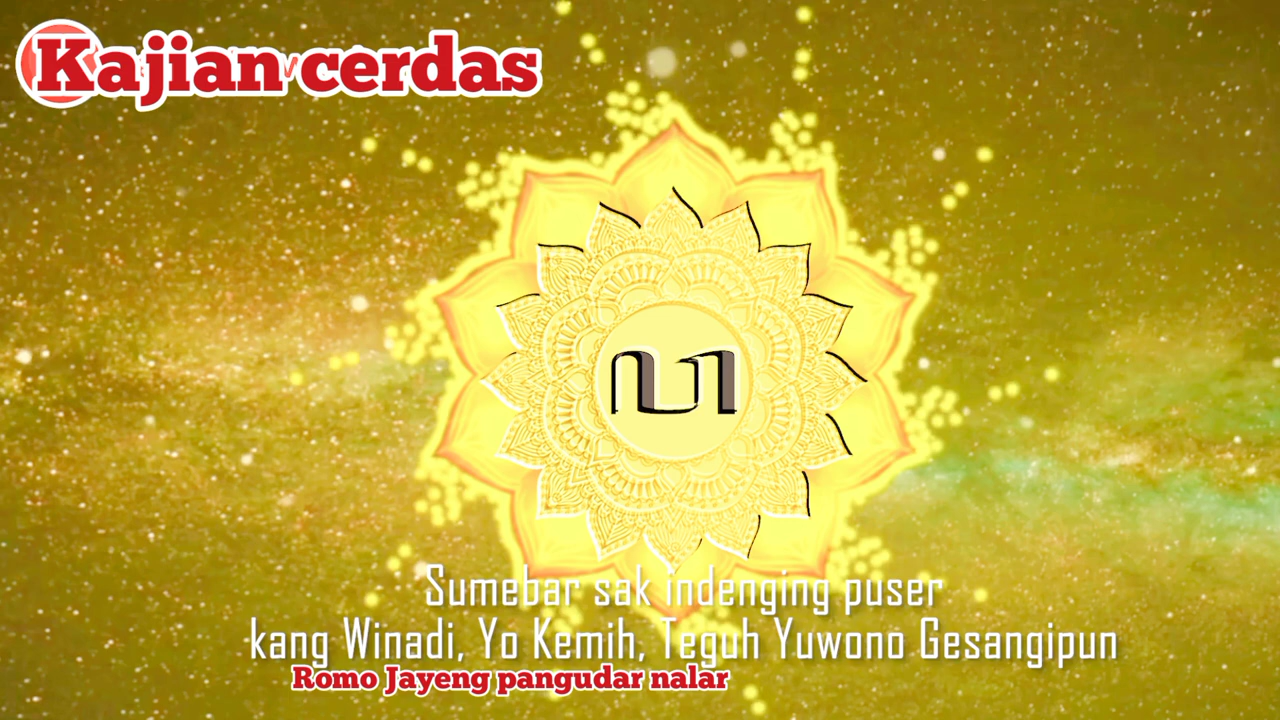 Kajian cerdas
ꦥ
Sumebar sak indenging puser
kang Winadi, Yo Kemih, Teguh Yuwono Gesangipun
Romo Jayeng pangudar nalar